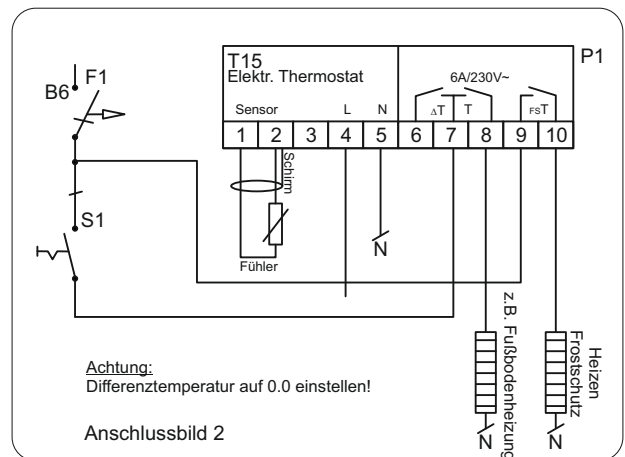 T15
Elektr. Thermostat
P1
6A/230V~
Sensor
L
N
ΔT
T
FST
1 2 3 4 5 6 7 8 9 10
B6
F1
S1
Schirm
Fühler
N
z.B. Fußbodenheizung
Heizen
Frostschutz
N
N
Achtung:
Differenztemperatur auf 0.0 einstellen!
Anschlussbild 2